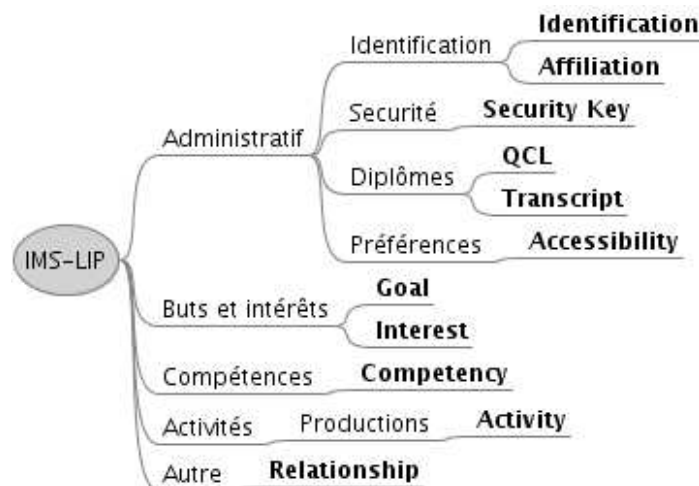 IMS-LIP
Administratif
Identification
Identification
Affiliation
Securité
Security Key
Diplômes
QCL
Transcript
Préférences
Accessibility
Buts et intérêts
Goal
Interest
Compétences
Competency
Activités
Productions
Activity
Autre
Relationship